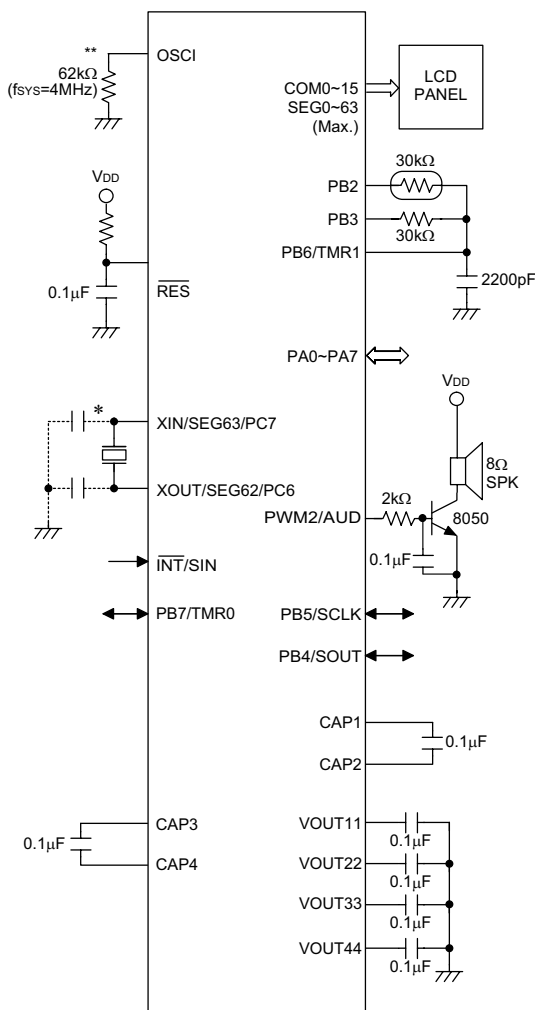 **
OSCI
62kΩ
(fSYS=4MHz)
COM0~15
SEG0~63
(Max.)
LCD
PANEL
30kΩ
PB2
VDD
PB3
30kΩ
PB6/TMR1
2200pF
0.1µF
RES
PA0~PA7
VDD
*
XIN/SEG63/PC7
8Ω
SPK
XOUT/SEG62/PC6
2kΩ
PWM2/AUD
8050
0.1µF
INT/SIN
PB7/TMR0
PB5/SCLK
PB4/SOUT
CAP1
0.1µF
CAP2
CAP3
VOUT11
0.1µF
0.1µF
CAP4
VOUT22
0.1µF
VOUT33
0.1µF
VOUT44
0.1µF